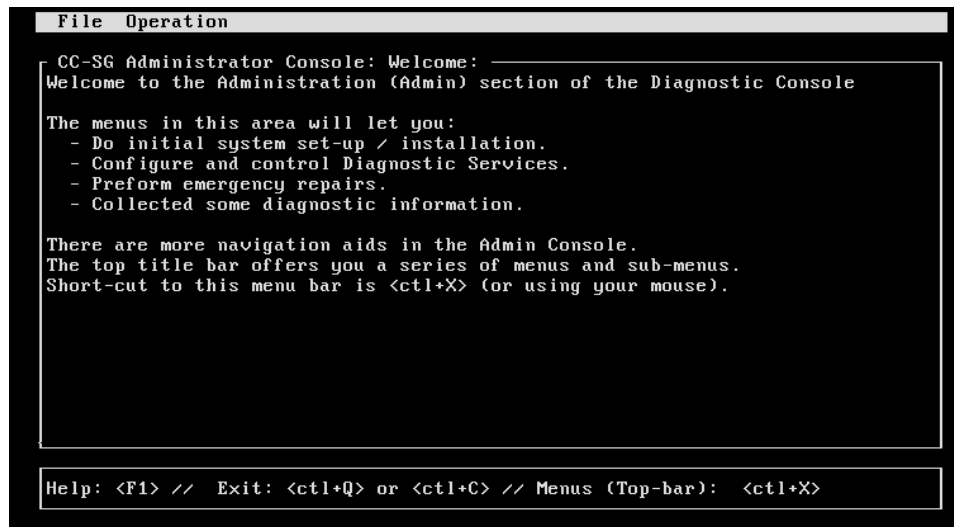 File  Operation
CC-SG Administrator Console: Welcome:
Welcome to the Administration (Admin) section of the Diagnostic Console
The menus in this area will let you:
- Do initial system set-up / installation.
- Configure and control Diagnostic Services.
- Preform emergency repairs.
- Collected some diagnostic information.
There are more navigation aids in the Admin Console.
The top title bar offers you a series of menus and sub-menus.
Short-cut to this menu bar is <ctl+X> (or using your mouse).
Help: <F1> //  Exit: <ctl+Q> or <ctl+C> // Menus (Top-bar):  <ctl+X>